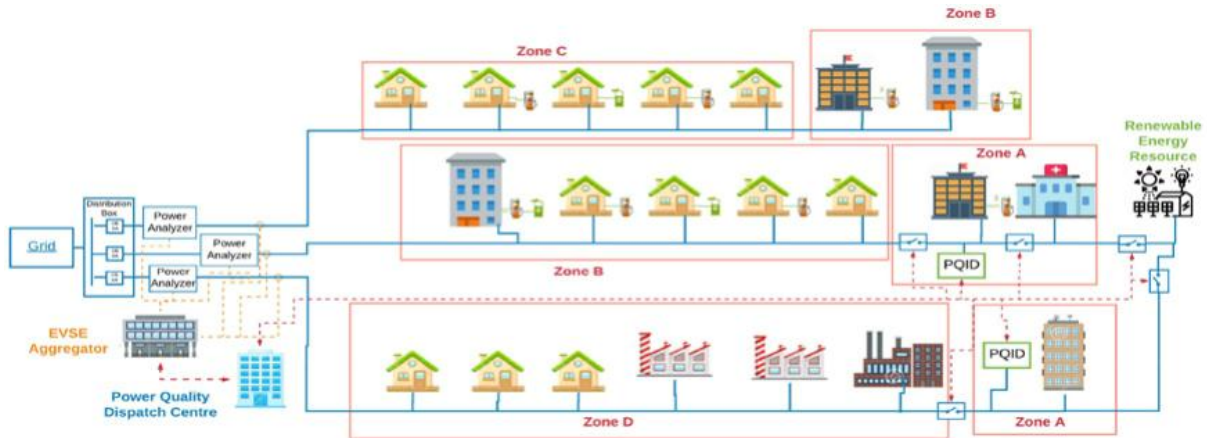 Zone B
Zone C
Renewable
Energy
Resource
Zone A
Distribution
Box
Power
Analyzer
Grid
Power
Analyzer
Power
Analyzer
Zone B
PQID
EVSE
Aggregator
PQID
Power Quality
Dispatch Centre
Zone D
Zone A